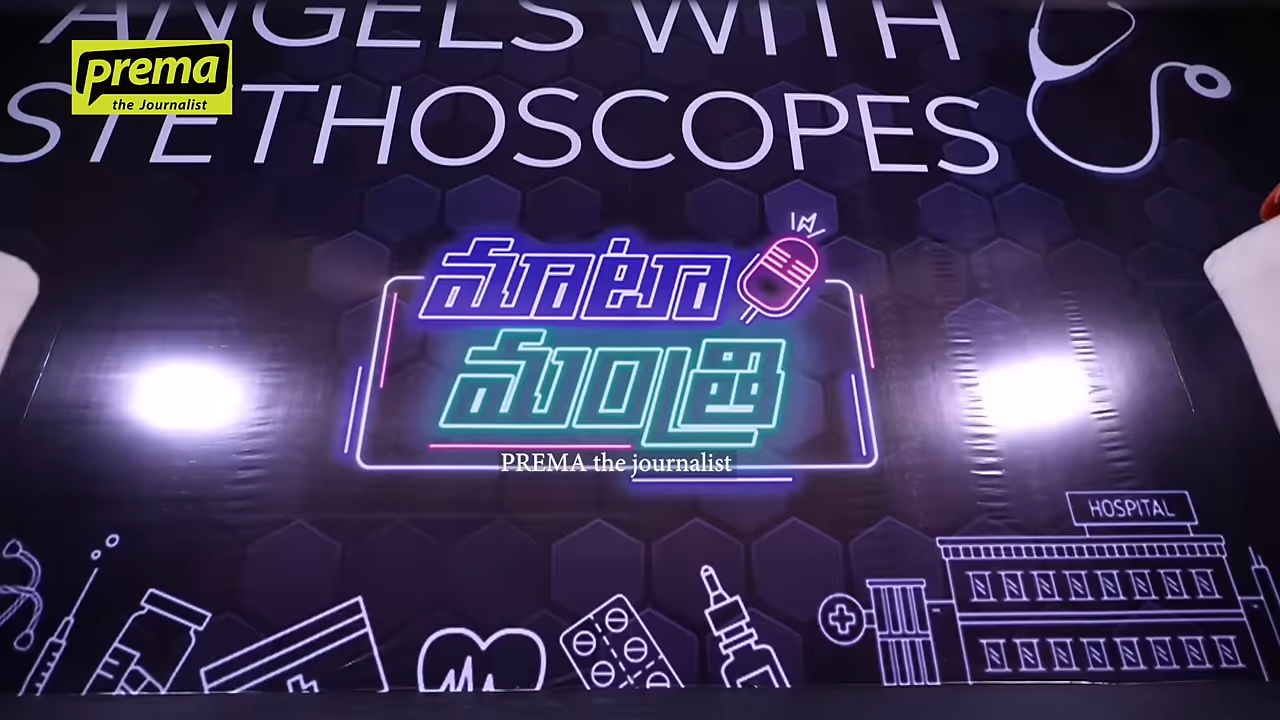 ANGELS WITH
prema
the Journalist
STETHOSCOPES
మాటా
మంత్రి
PREMA the journalist
HOSPITAL